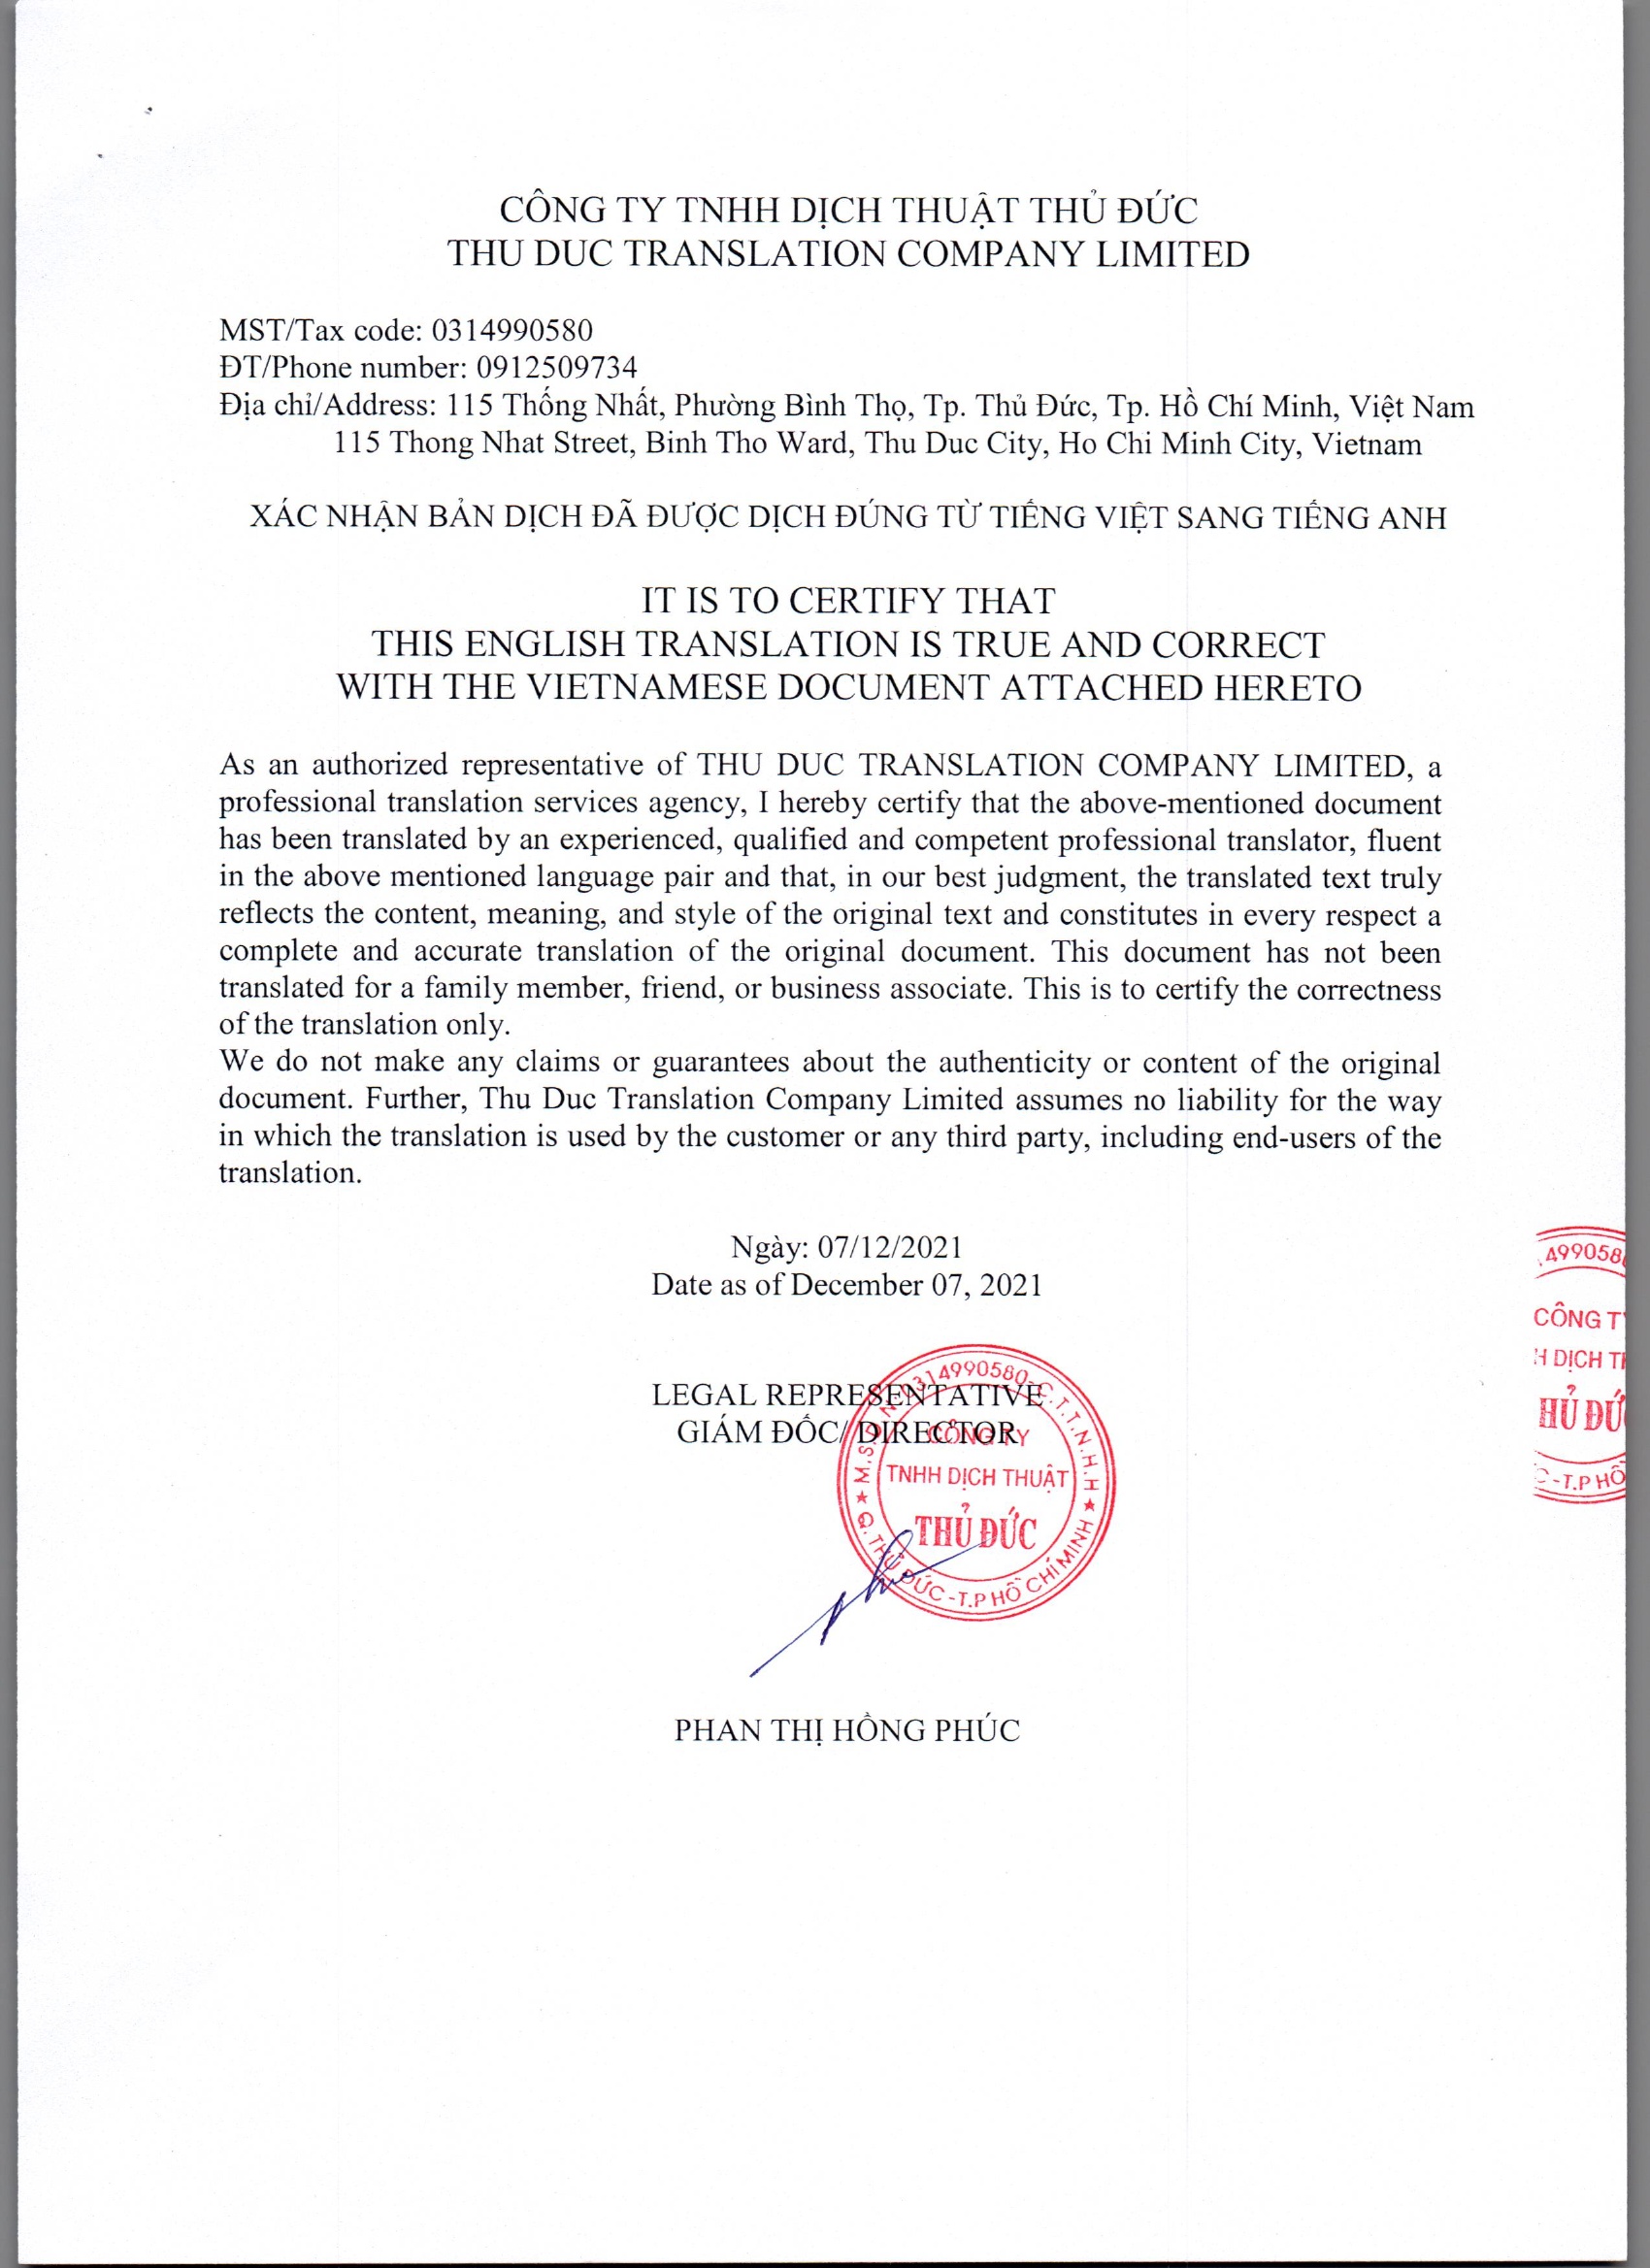 CÔNG TY TNHH DỊCH THUẬT THỦ ĐỨC
THU DUC TRANSLATION COMPANY LIMITED
MST/Tax code: 0314990580
ĐT/Phone number: 0912509734
Địa chỉ/Address: 115 Thống Nhất, Phường Bình Thọ, Tp. Thủ Đức, Tp. Hồ Chí Minh, Việt Nam
115 Thong Nhat Street, Binh Tho Ward, Thu Duc City, Ho Chi Minh City, Vietnam
XÁC NHẬN BẢN DỊCH ĐÃ ĐƯỢC DỊCH ĐÚNG TỪ TIẾNG VIỆT SANG TIẾNG ANH
IT IS TO CERTIFY THAT
THIS ENGLISH TRANSLATION IS TRUE AND CORRECT
WITH THE VIETNAMESE DOCUMENT ATTACHED HERETO
As an authorized representative of THU DUC TRANSLATION COMPANY LIMITED, a
professional translation services agency, I hereby certify that the above-mentioned document
has been translated by an experienced, qualified and competent professional translator, fluent
in the above mentioned language pair and that, in our best judgment, the translated text truly
reflects the content, meaning, and style of the original text and constitutes in every respect a
complete and accurate translation of the original document. This document has not been
translated for a family member, friend, or business associate. This is to certify the correctness
of the translation only.
We do not make any claims or guarantees about the authenticity or content of the original
document. Further, Thu Duc Translation Company Limited assumes no liability for the way
in which the translation is used by the customer or any third party, including end-users of the
translation.
Ngày: 07/12/2021
Date as of December 07, 2021
LEGAL REPRESENTATIVE
GIÁM ĐỐC/ DIRECTOR
M.S.D.N:0314990580-C.T.T.N.H.H
CÔNG TY
TNHH DỊCH THUẬT
THỦ ĐỨC
Q. THỦ ĐỨC -T.P HỒ CHÍ MINH
PHAN THỊ HỒNG PHÚC
499058
CÔNG T
H DỊCH T
HỦ ĐỨ
C -T.P HỒ